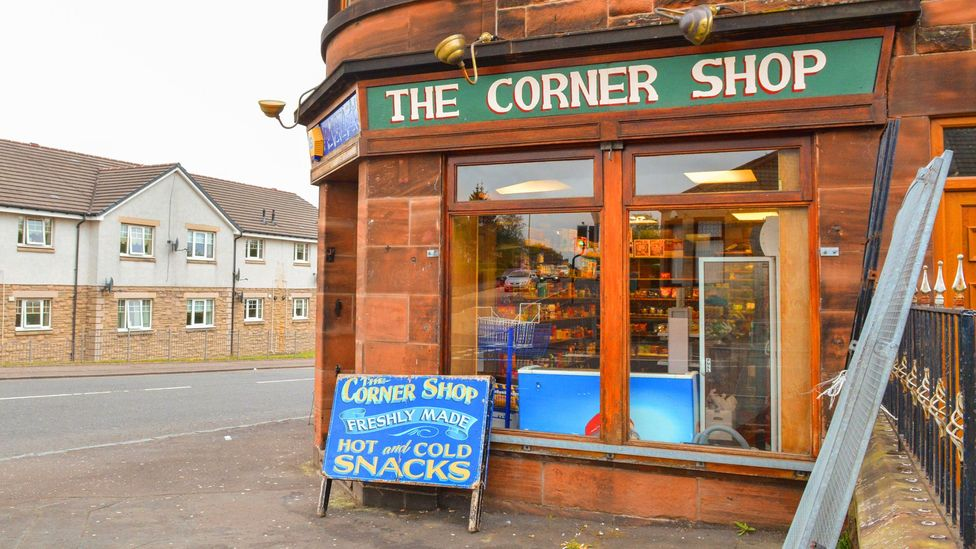 THE CORNER SHOP
THE
CORNER SHOP
FRESHLY MADE
HOT and COLD
SNACKS